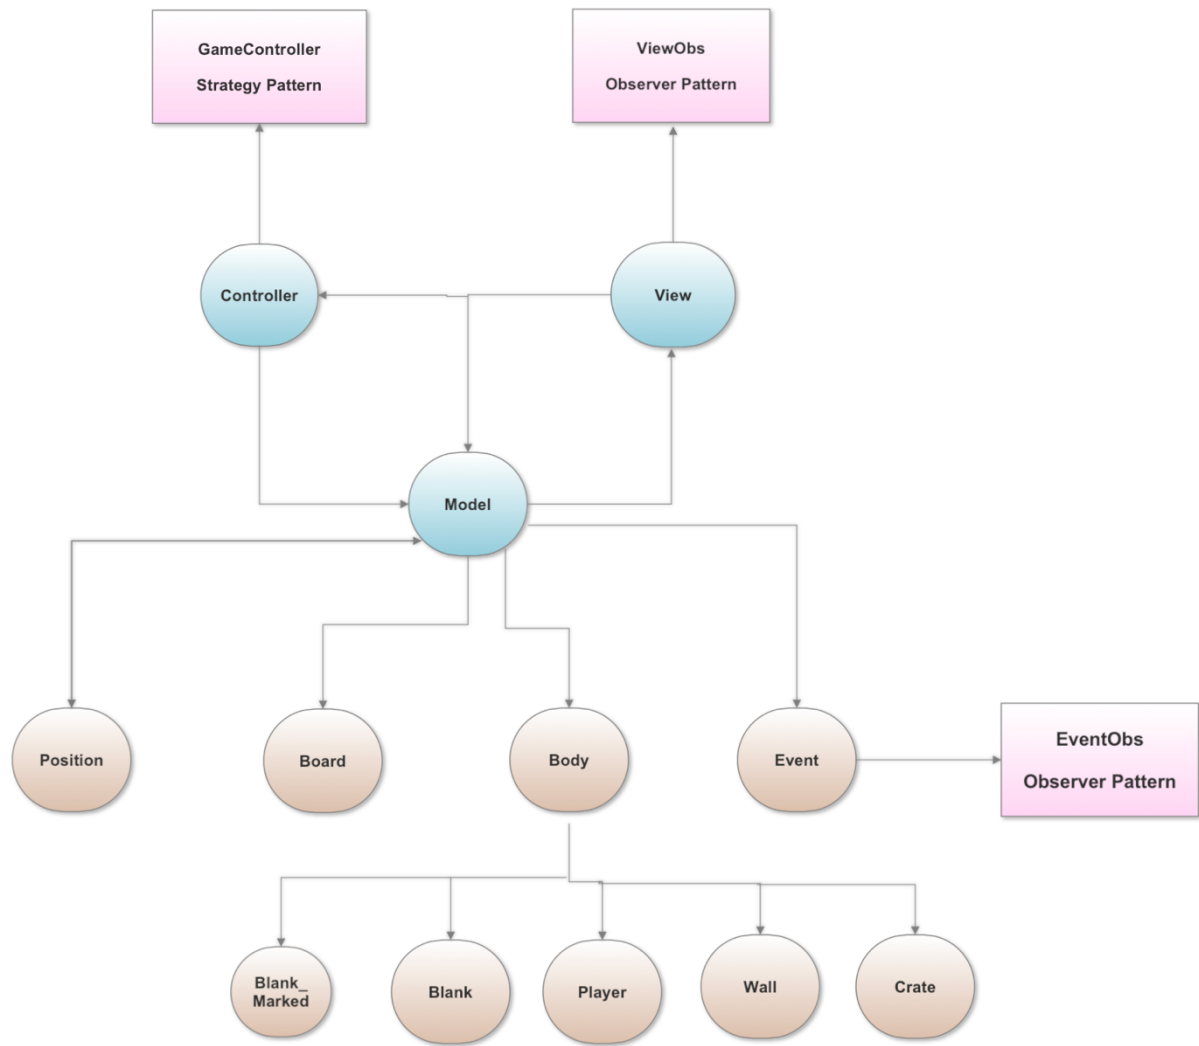 GameController
Strategy Pattern
ViewObs
Observer Pattern
Controller
View
Model
Position
Board
Body
Event
EventObs
Observer Pattern
Blank_
Marked
Blank
Player
Wall
Crate